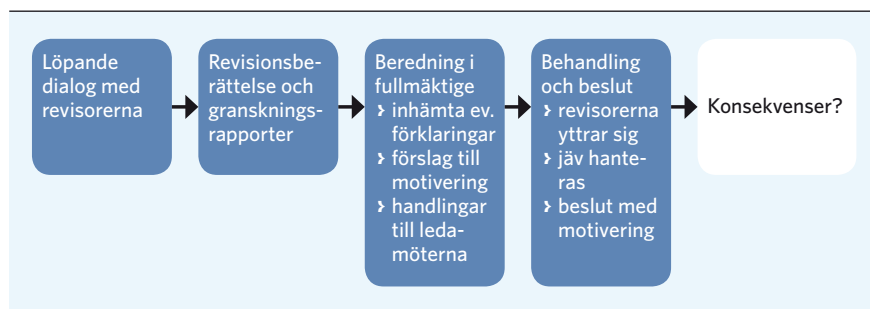 Löpande
dialog med
revisorerna
Revisionsbe-
rättelse och
gransknings-
rapporter
Beredning i
fullmäktige
› inhämta ev.
förklaringar
› förslag till
motivering
› handlingar
till leda-
möterna
Behandling
och beslut
› revisorerna
yttrar sig
› jäv hante-
ras
› beslut med
motivering
Konsekvenser?